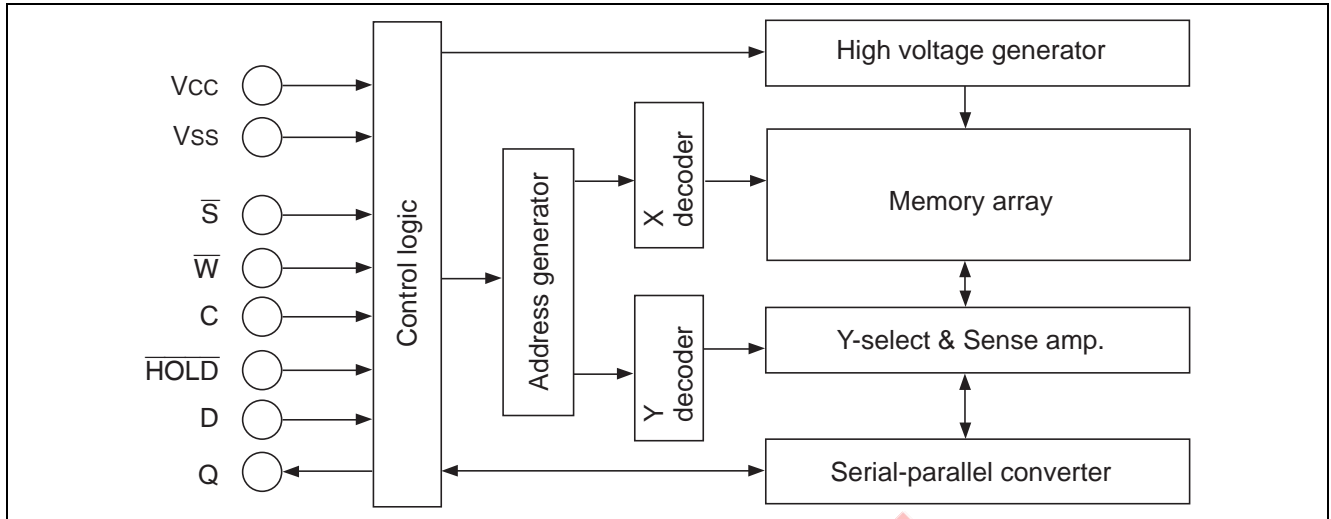 VCC
VSS
S̅
W̅
C
H̅O̅L̅D̅
D
Q
Control logic
Address generator
X
decoder
Y
decoder
High voltage generator
Memory array
Y-select & Sense amp.
Serial-parallel converter